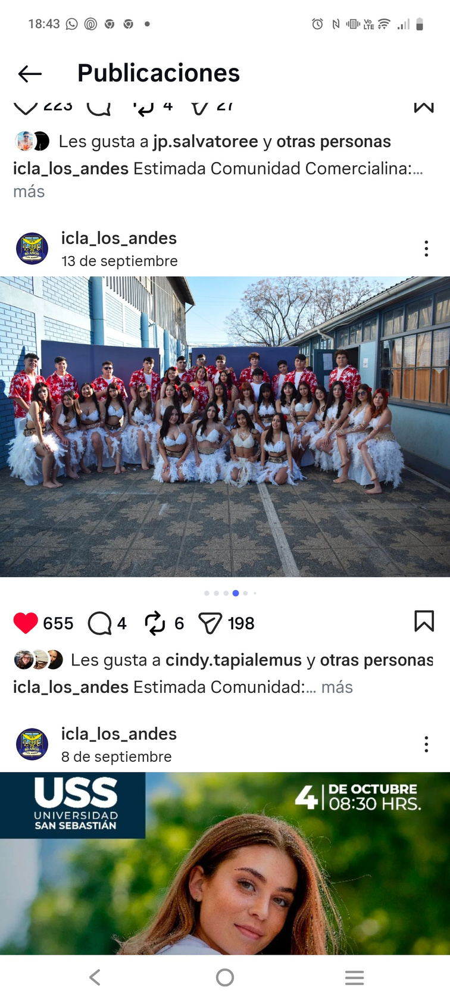 18:43
Vo
LTE
Publicaciones
223 4 27
Les gusta a jp.salvatoree y otras personas
icla_los_andes Estimada Comunidad Comercialina:...
más
icla_los_andes
13 de septiembre
655 4 6 198
Les gusta a cindy.tapialemus y otras personas
icla_los_andes Estimada Comunidad:... más
icla_los_andes
8 de septiembre
USS
UNIVERSIDAD
SAN SEBASTIÁN
4 DE OCTUBRE
08:30 HRS.